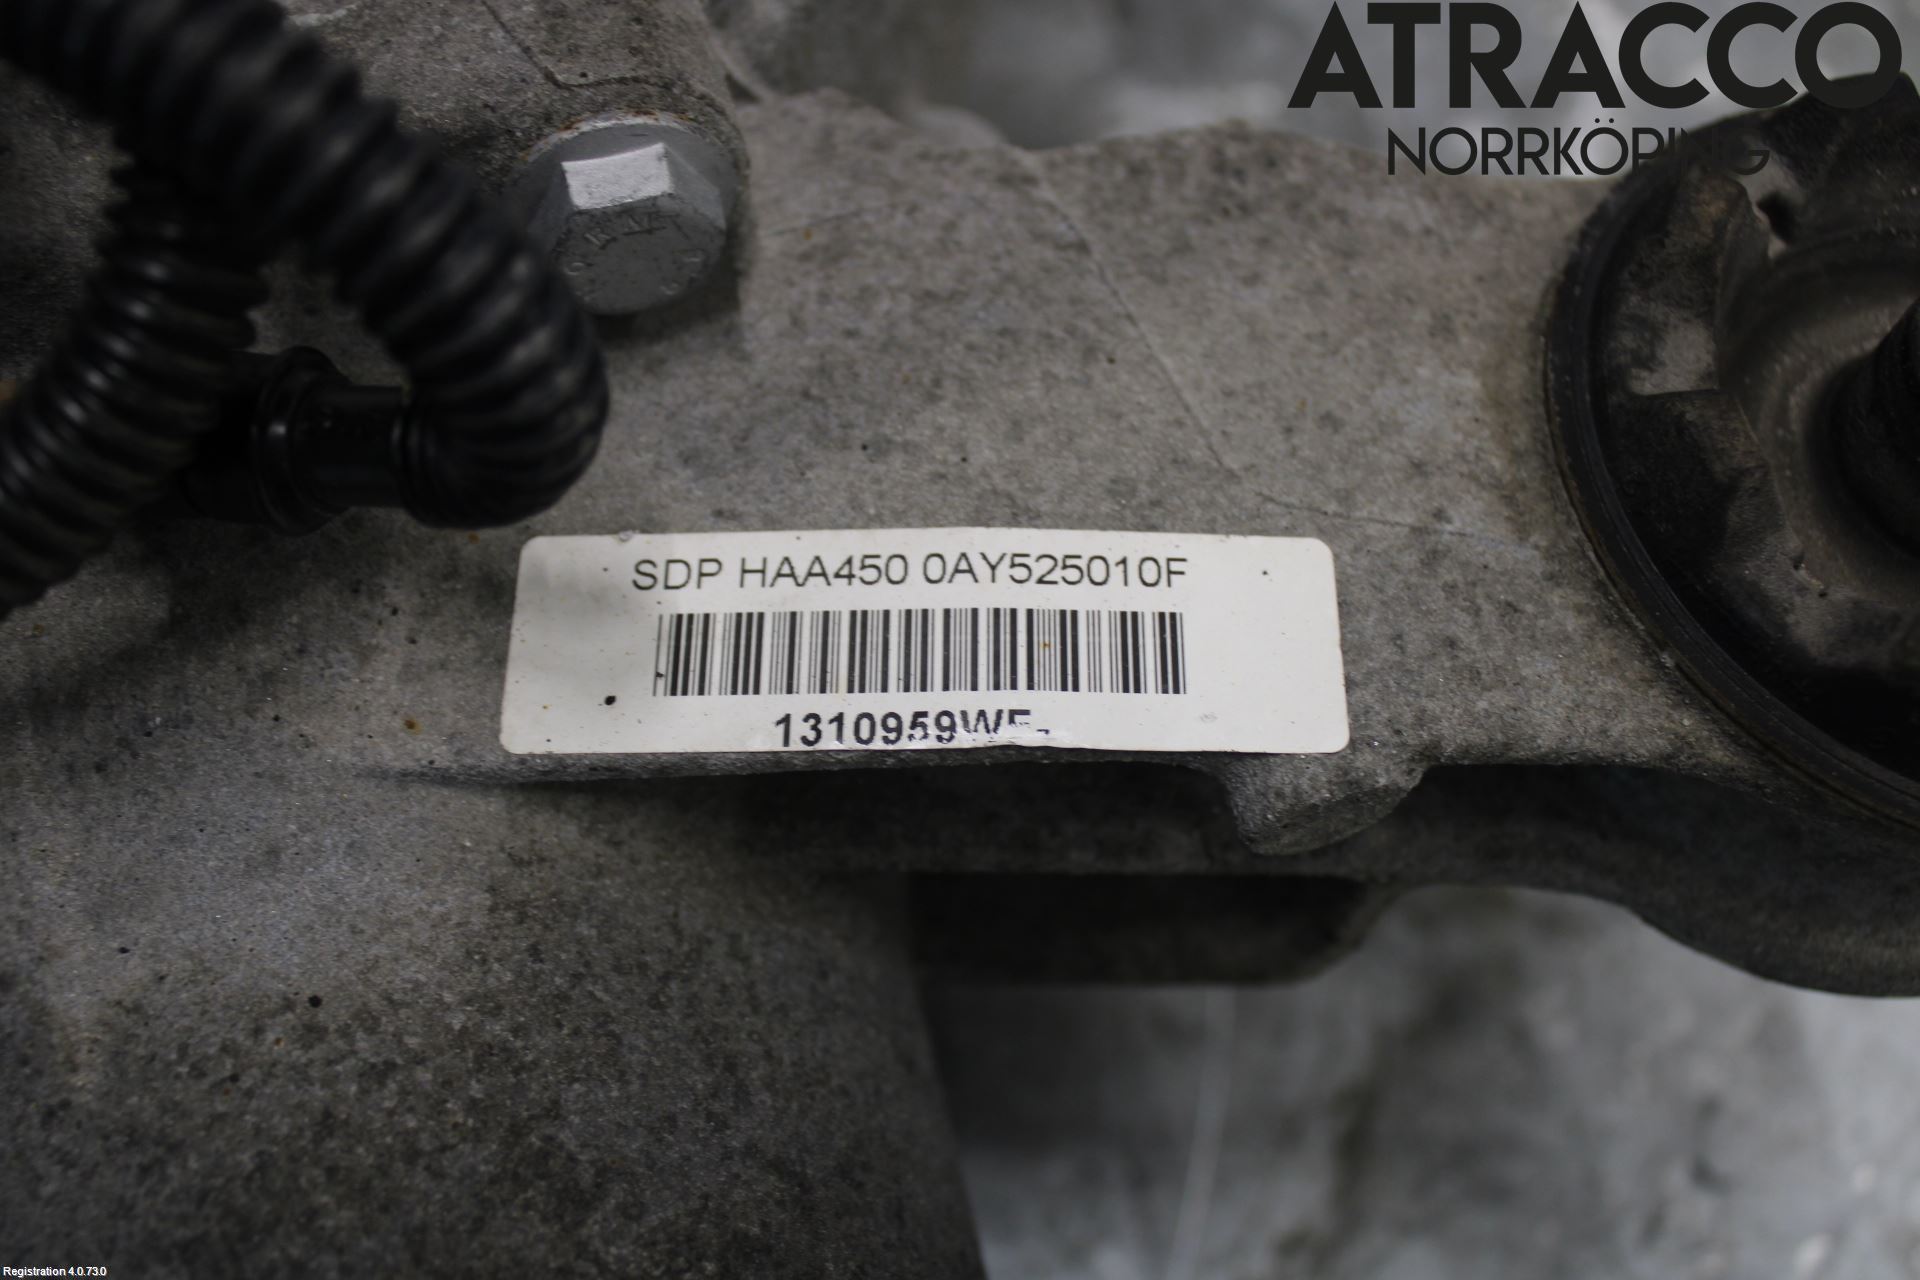 ATRACCO
NORRKÖPING
SDP HAA450 0AY525010F
Registration 4.0.73.0